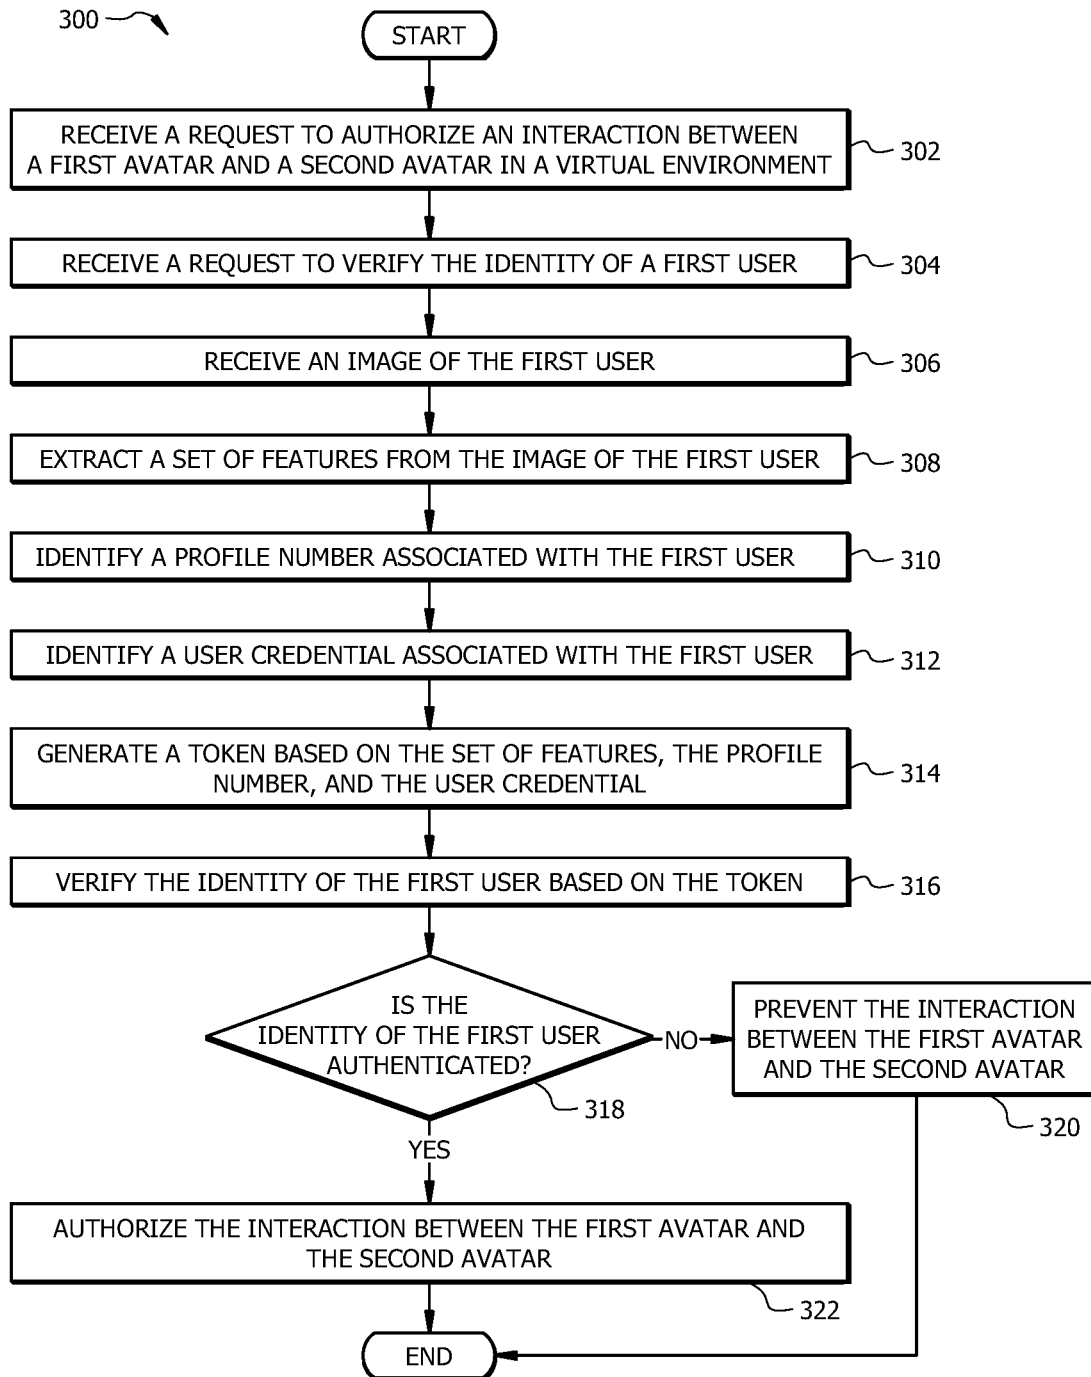 300
START
RECEIVE A REQUEST TO AUTHORIZE AN INTERACTION BETWEEN
A FIRST AVATAR AND A SECOND AVATAR IN A VIRTUAL ENVIRONMENT
302
RECEIVE A REQUEST TO VERIFY THE IDENTITY OF A FIRST USER
304
RECEIVE AN IMAGE OF THE FIRST USER
306
EXTRACT A SET OF FEATURES FROM THE IMAGE OF THE FIRST USER
308
IDENTIFY A PROFILE NUMBER ASSOCIATED WITH THE FIRST USER
310
IDENTIFY A USER CREDENTIAL ASSOCIATED WITH THE FIRST USER
312
GENERATE A TOKEN BASED ON THE SET OF FEATURES, THE PROFILE
NUMBER, AND THE USER CREDENTIAL
314
VERIFY THE IDENTITY OF THE FIRST USER BASED ON THE TOKEN
316
IS THE
IDENTITY OF THE FIRST USER
AUTHENTICATED?
318
NO
PREVENT THE INTERACTION
BETWEEN THE FIRST AVATAR
AND THE SECOND AVATAR
320
YES
AUTHORIZE THE INTERACTION BETWEEN THE FIRST AVATAR AND
THE SECOND AVATAR
322
END